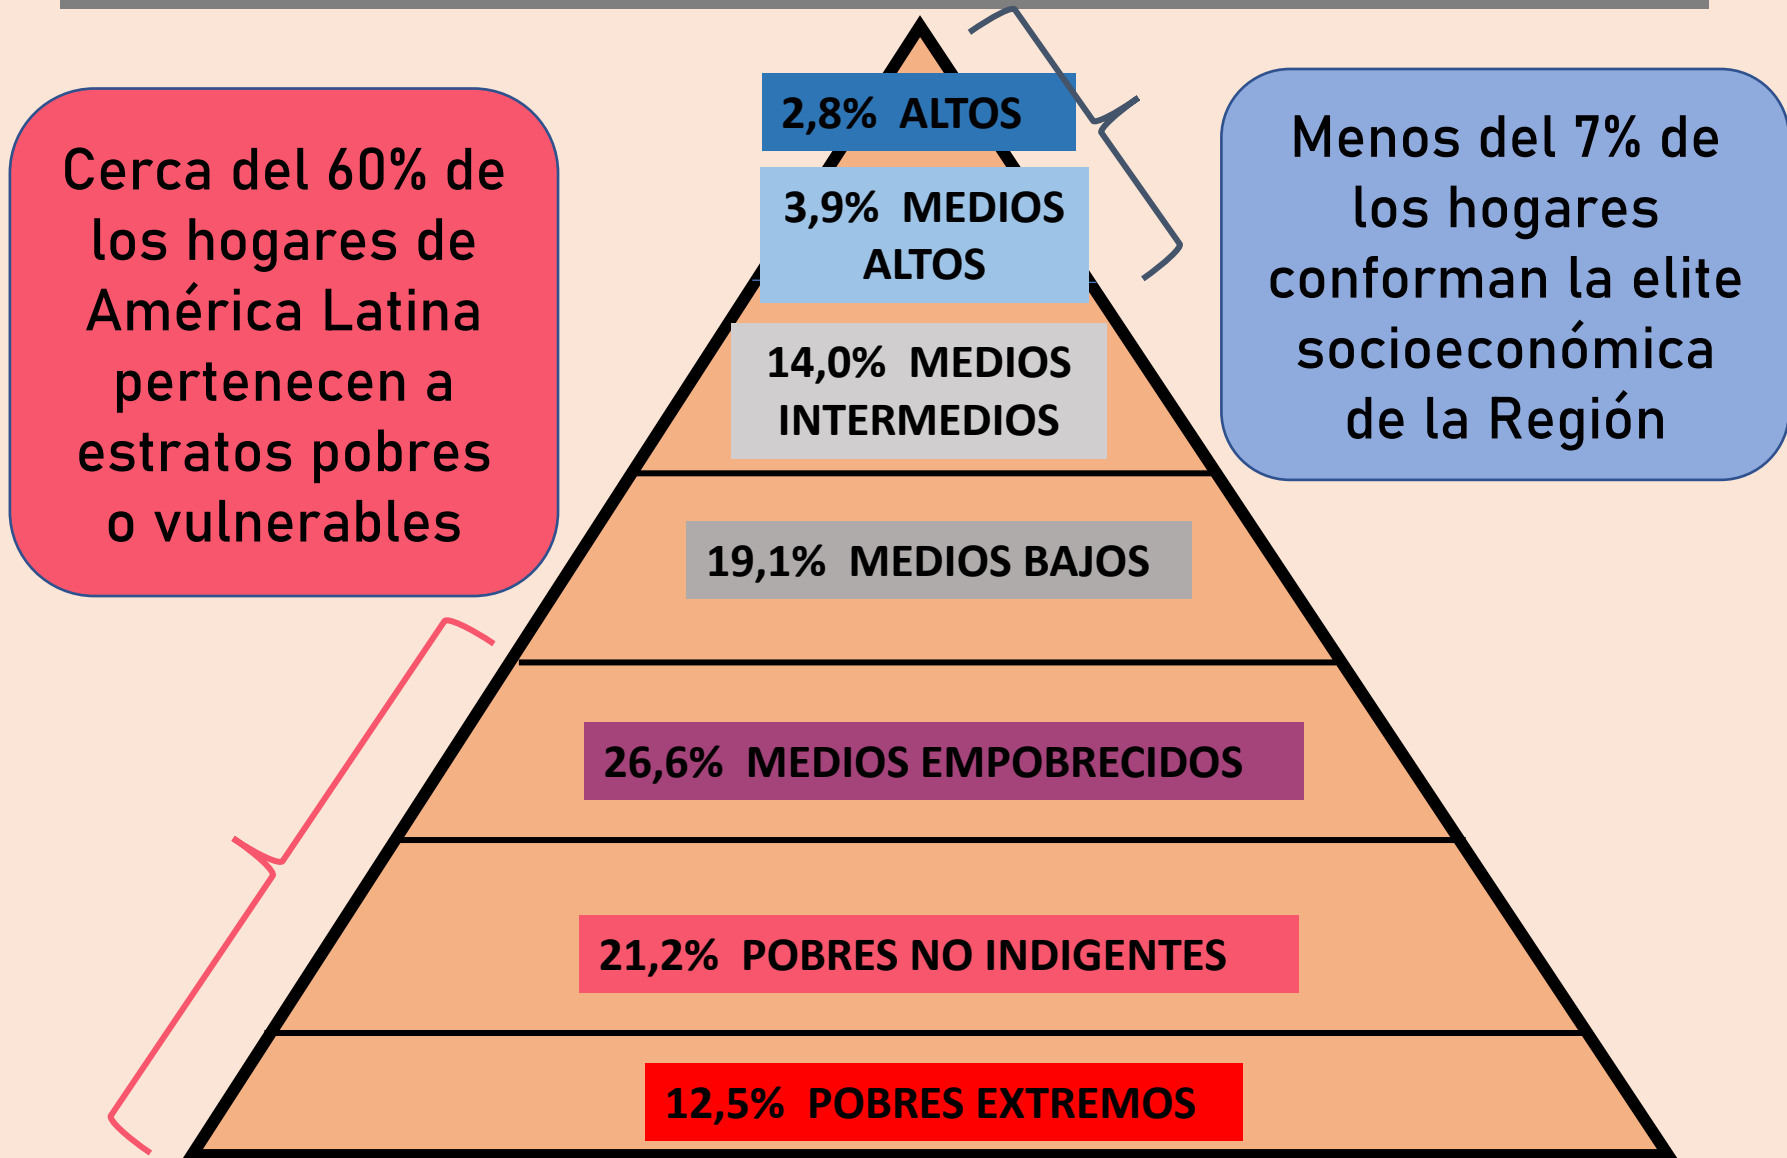 Cerca del 60% de
los hogares de
América Latina
pertenecen a
estratos pobres
o vulnerables
2,8% ALTOS
3,9% MEDIOS
ALTOS
14,0% MEDIOS
INTERMEDIOS
19,1% MEDIOS BAJOS
26,6% MEDIOS EMPOBRECIDOS
21,2% POBRES NO INDIGENTES
12,5% POBRES EXTREMOS
Menos del 7% de
los hogares
conforman la elite
socioeconómica
de la Región